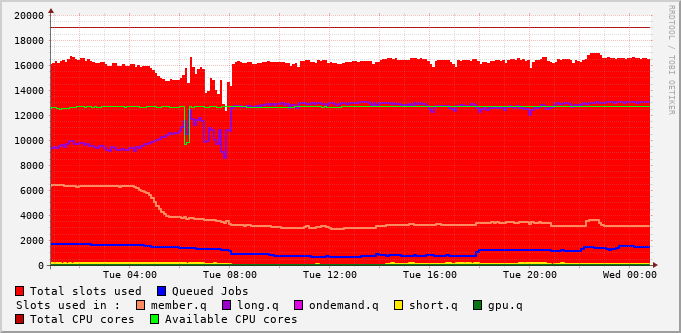 20000
18000
16000
14000
12000
10000
8000
6000
4000
2000
0
Tue 04:00 Tue 08:00 Tue 12:00 Tue 16:00 Tue 20:00 Wed 00:00
Total slots used Queued Jobs
Slots used in : member.q long.q ondemand.q short.q gpu.q
Total CPU cores Available CPU cores
RRDTOOL / TOBI OETIKER